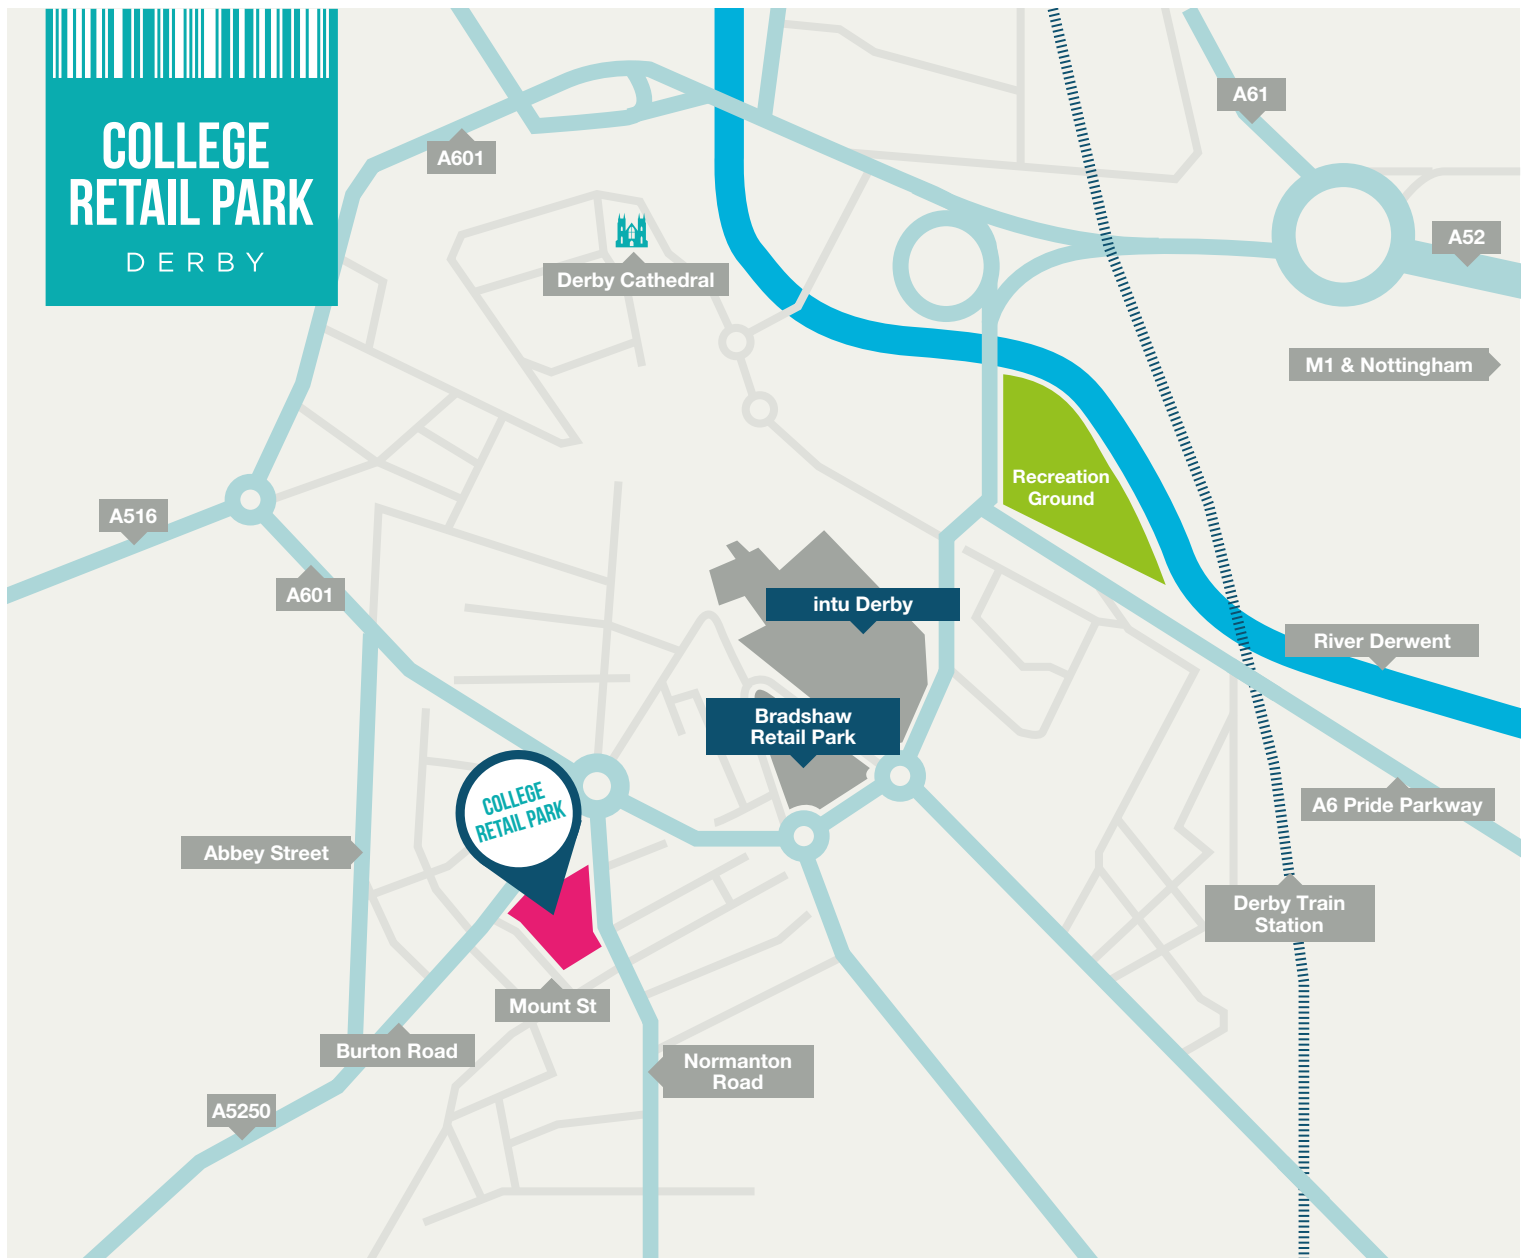 COLLEGE
RETAIL PARK
DERBY
A61
A601
A52
Derby Cathedral
M1 & Nottingham
Recreation
Ground
A516
A601
intu Derby
River Derwent
Bradshaw
Retail Park
COLLEGE
RETAIL PARK
A6 Pride Parkway
Abbey Street
Derby Train
Station
Mount St
Burton Road
Normanton
Road
A5250